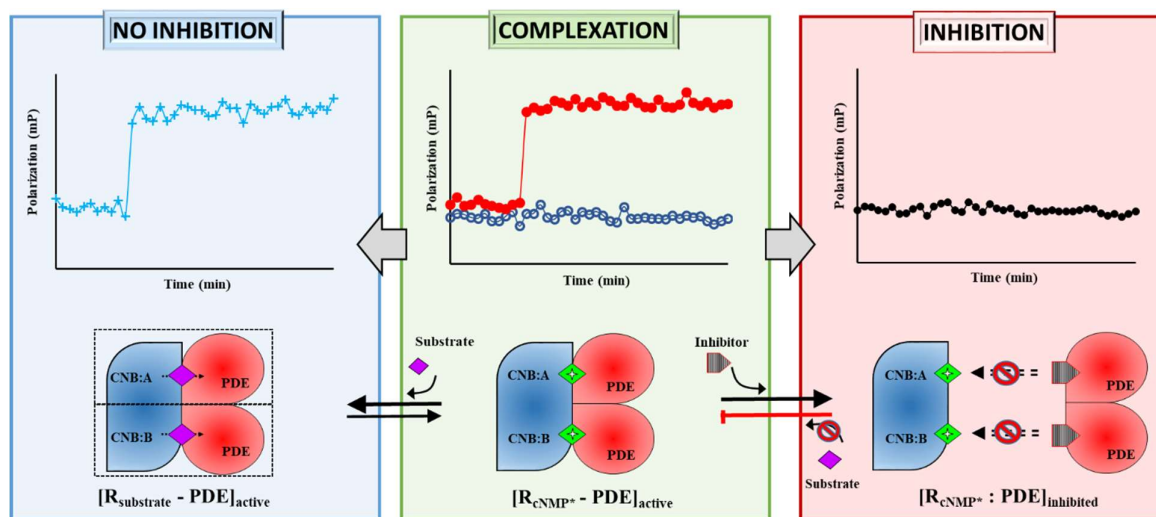 NO INHIBITION
COMPLEXATION
INHIBITION
Polarization (mP)
Time (min)
Polarization (mP)
Time (min)
Polarization (mP)
Time (min)
CNB:A
PDE
CNB:B
PDE
[Rsubstrate - PDE]active
Substrate
CNB:A
PDE
CNB:B
PDE
[RcNMP* - PDE]active
Inhibitor
Substrate
CNB:A
PDE
CNB:B
PDE
[RcNMP* : PDE]inhibited